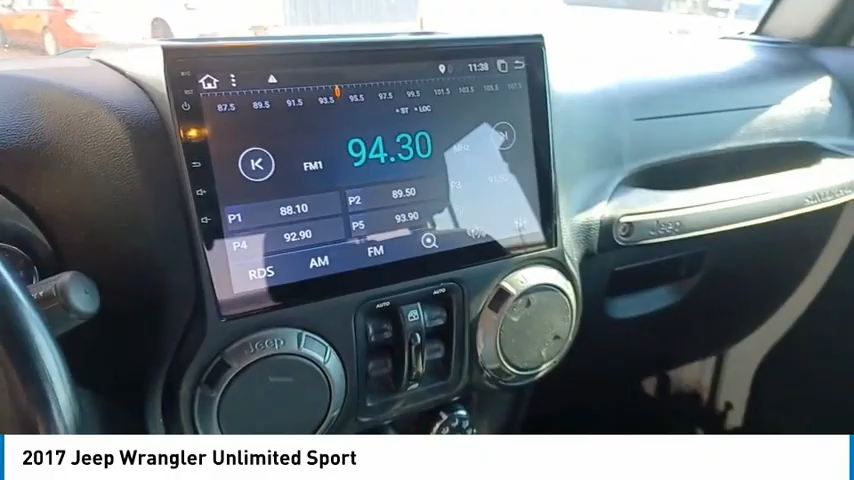 11:38
87.5 89.5 91.5 93.5 95.5 97.5 99.5 101.5 103.5 105.5 107.5
ST LOC
FM1 94.30 MHz
P1 88.10 P2 89.50 P3
P4 92.90 P5 93.90
RDS AM FM
AUTO AUTO
Jeep
Jeep
2017 Jeep Wrangler Unlimited Sport